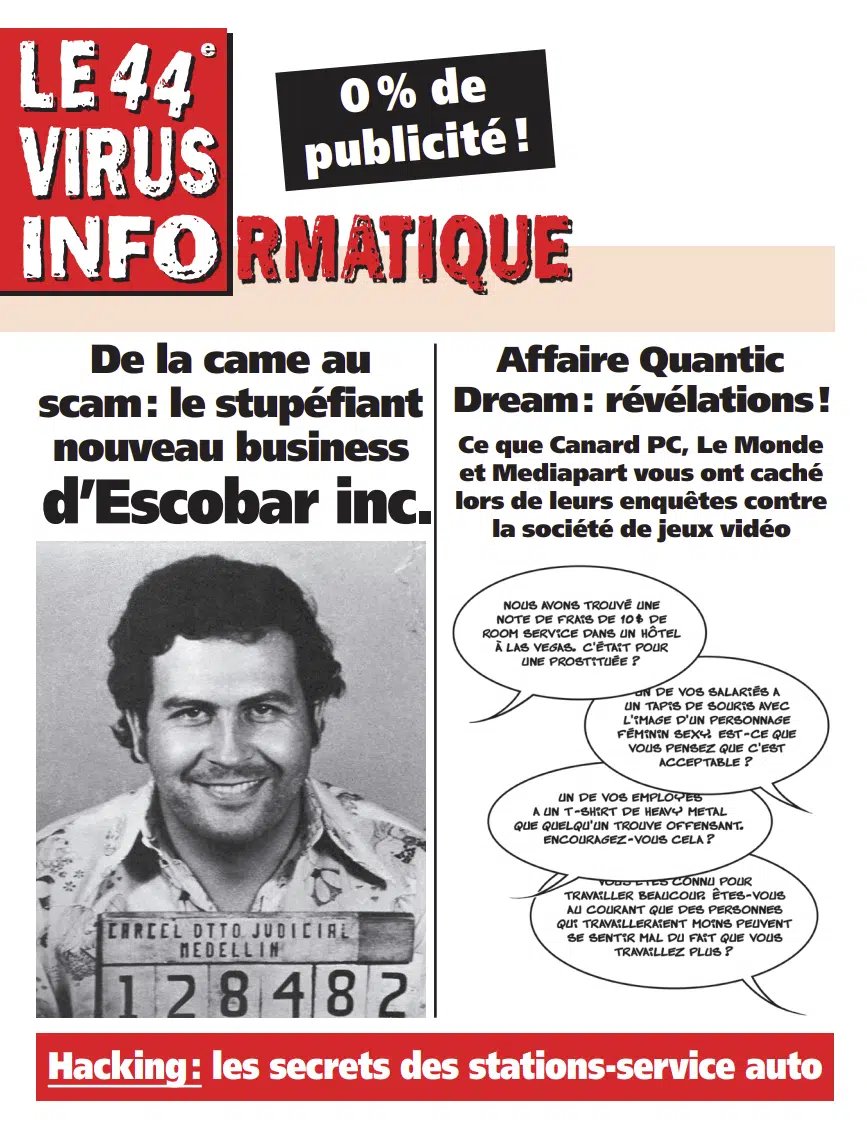 LE 44e
VIRUS
INFORMATIQUE
0 % de
publicité !
De la came au
scam : le stupéfiant
nouveau business
d'Escobar inc.
CARCEL DTTO JUDICIAL
MEDELLIN
128482
Affaire Quantic
Dream : révélations !
Ce que Canard PC, Le Monde
et Mediapart vous ont caché
lors de leurs enquêtes contre
la société de jeux vidéo
NOUS AVONS TROUVÉ UNE
NOTE DE FRAIS DE 10$ DE
ROOM SERVICE DANS UN HÔTEL
À LAS VEGAS. C'ÉTAIT POUR
UNE PROSTITUÉE ?
UN DE VOS SALARIÉS A
UN TAPIS DE SOURIS AVEC
L'IMAGE D'UN PERSONNAGE
FÉMININ SEXY. EST-CE QUE
VOUS PENSEZ QUE C'EST
ACCEPTABLE ?
UN DE VOS EMPLOYÉS
A UN T-SHIRT DE HEAVY METAL
QUE QUELQU'UN TROUVE OFFENSANT.
ENCOURAGEZ-VOUS CELA ?
VOUS ÊTES CONNU POUR
TRAVAILLER BEAUCOUP. ÊTES-VOUS
AU COURANT QUE DES PERSONNES
QUI TRAVAILLERAIENT MOINS PEUVENT
SE SENTIR MAL DU FAIT QUE VOUS
TRAVAILLEZ PLUS ?
Hacking : les secrets des stations-service auto